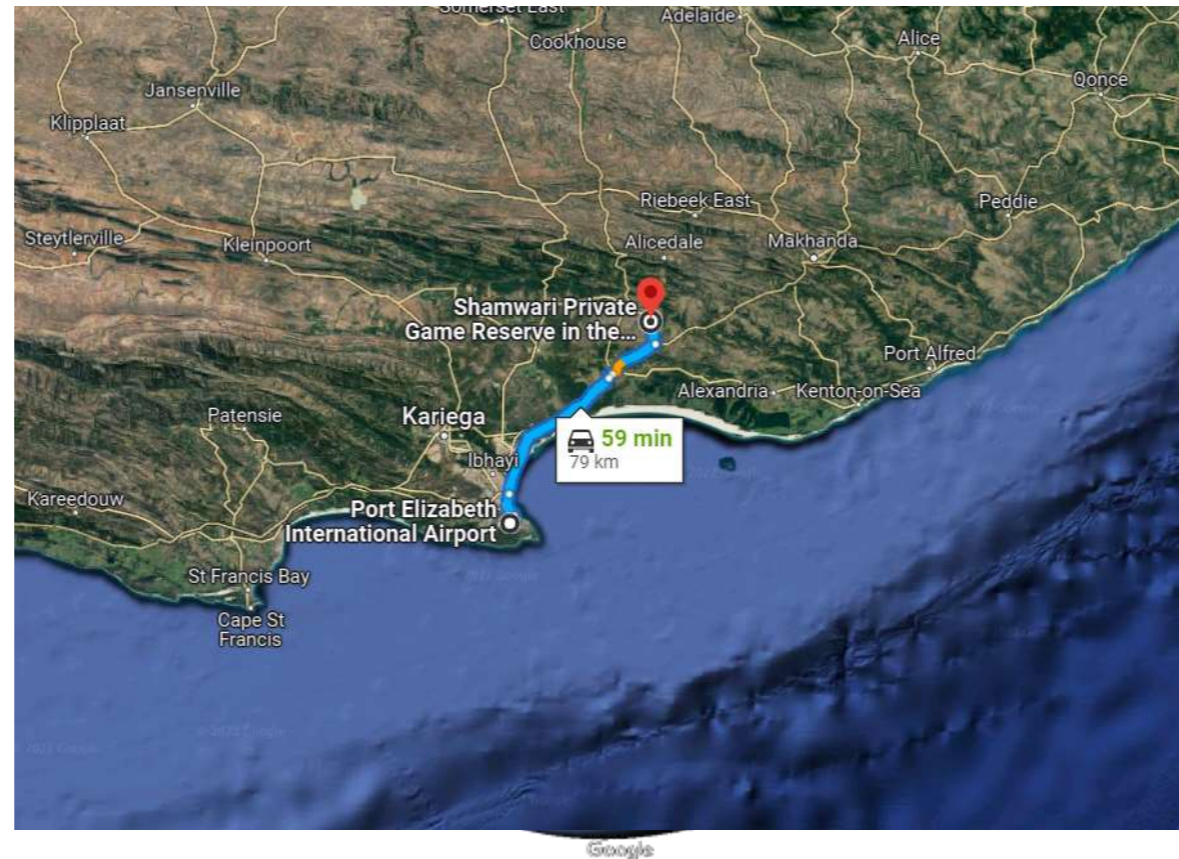 Somerset East
Adelaide
Cookhouse
Alice
Qonce
Jansenville
Klipplaat
Riebeek East
Peddie
Steytlerville
Kleinpoort
Alicedale
Makhanda
Shamwari Private
Game Reserve in the...
Port Alfred
Alexandria
Kenton-on-Sea
Patensie
Kariega
59 min
79 km
Ibhayi
Kareedouw
Port Elizabeth
International Airport
St Francis Bay
Cape St
Francis
Google